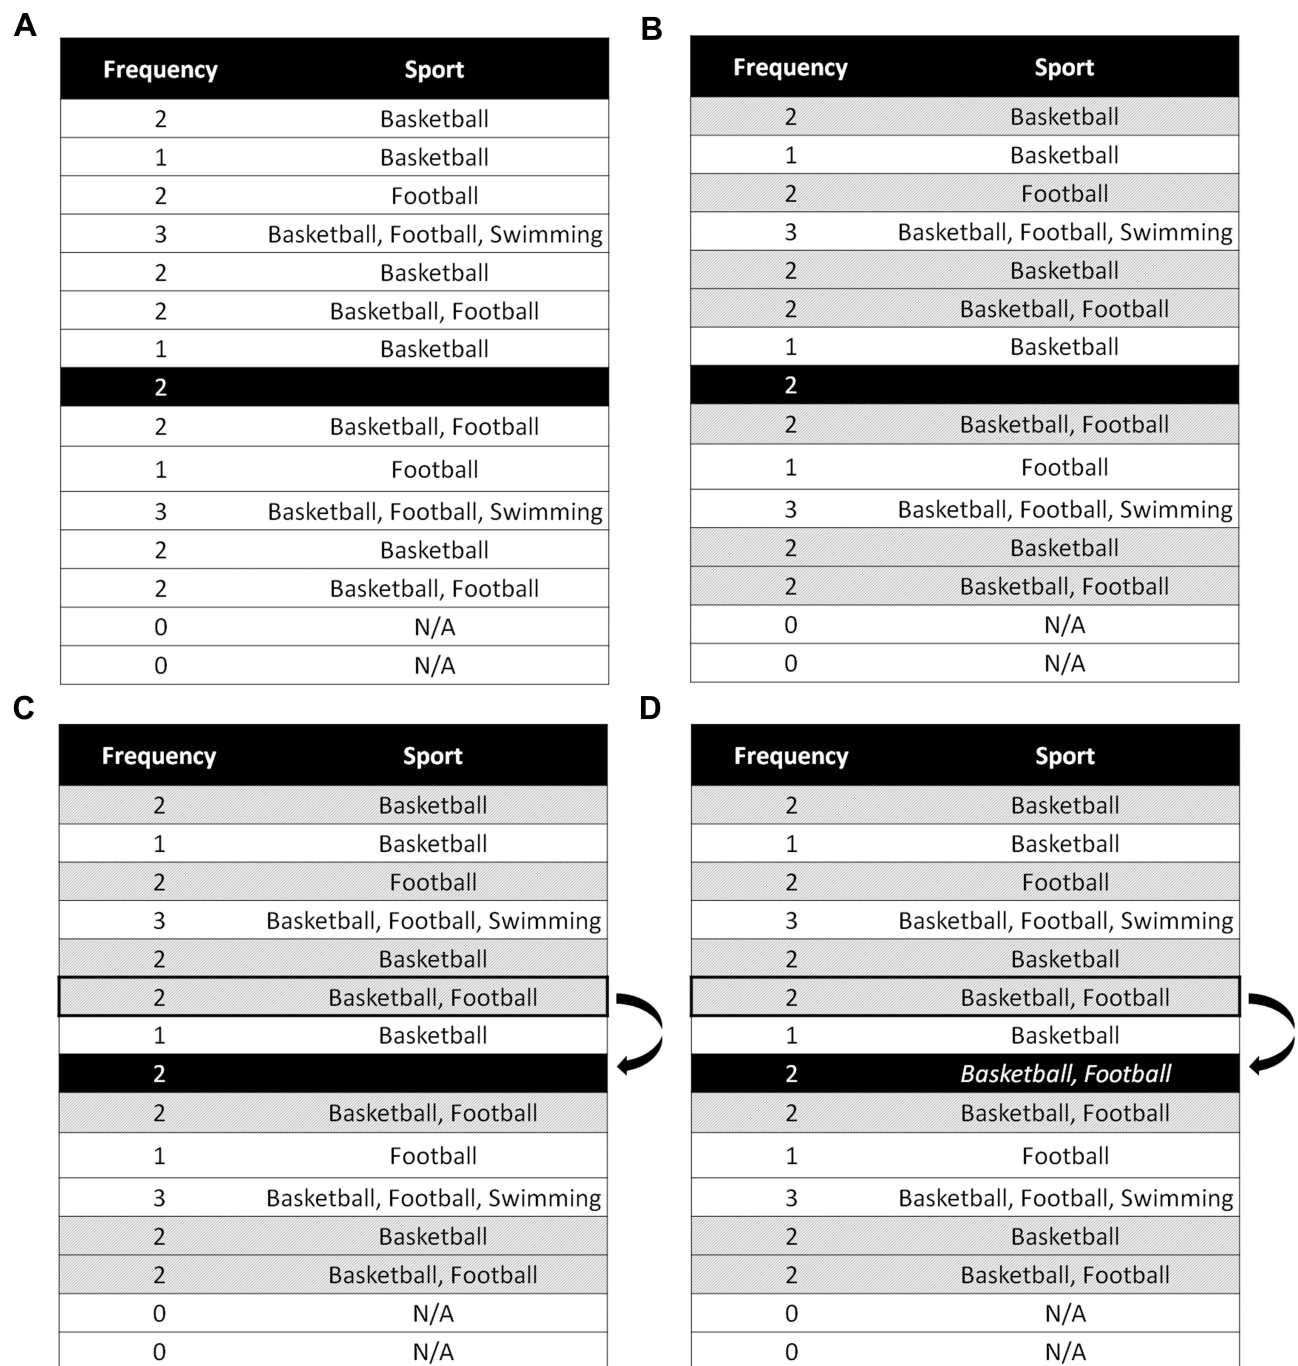 A
Frequency Sport
2 Basketball
1 Basketball
2 Football
3 Basketball, Football, Swimming
2 Basketball
2 Basketball, Football
1 Basketball
2
2 Basketball, Football
1 Football
3 Basketball, Football, Swimming
2 Basketball
2 Basketball, Football
0 N/A
0 N/A
B
Frequency Sport
2 Basketball
1 Basketball
2 Football
3 Basketball, Football, Swimming
2 Basketball
2 Basketball, Football
1 Basketball
2
2 Basketball, Football
1 Football
3 Basketball, Football, Swimming
2 Basketball
2 Basketball, Football
0 N/A
0 N/A
C
Frequency Sport
2 Basketball
1 Basketball
2 Football
3 Basketball, Football, Swimming
2 Basketball
2 Basketball, Football
1 Basketball
2
2 Basketball, Football
1 Football
3 Basketball, Football, Swimming
2 Basketball
2 Basketball, Football
0 N/A
0 N/A
D
Frequency Sport
2 Basketball
1 Basketball
2 Football
3 Basketball, Football, Swimming
2 Basketball
2 Basketball, Football
1 Basketball
2 Basketball, Football
2 Basketball, Football
1 Football
3 Basketball, Football, Swimming
2 Basketball
2 Basketball, Football
0 N/A
0 N/A